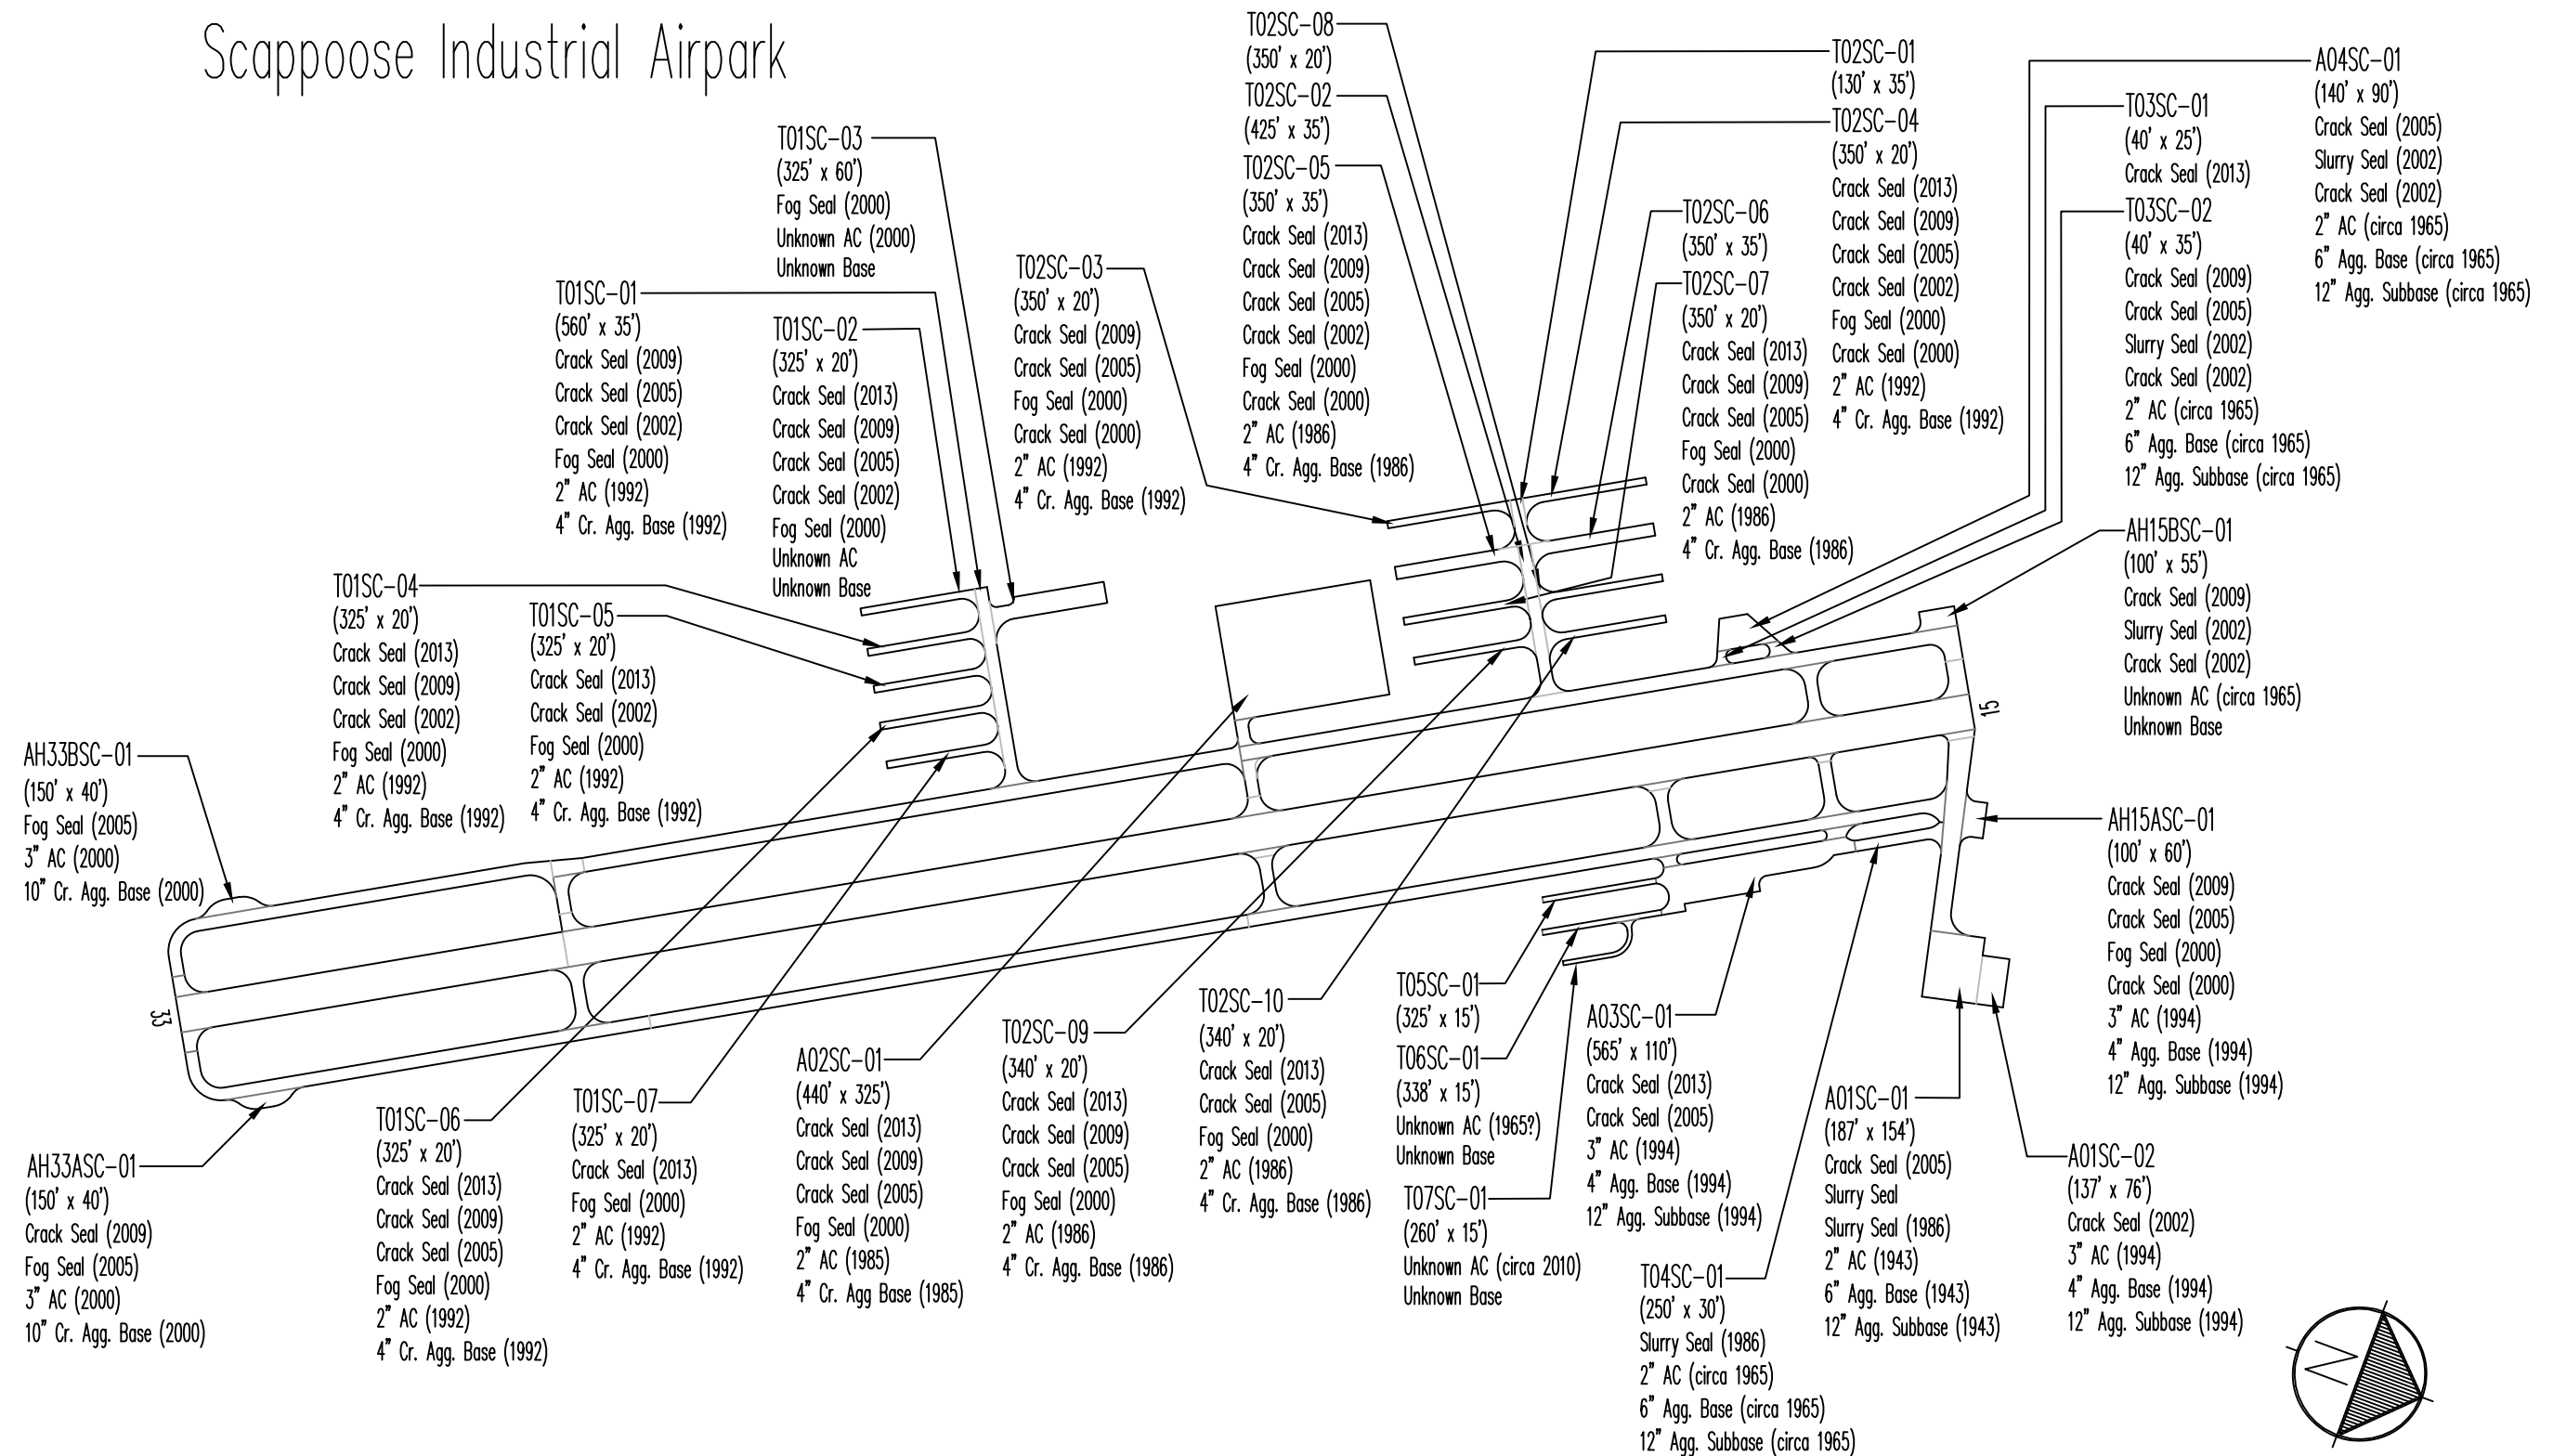 Scappoose Industrial Airpark
T02SC-08
(350' x 20')
T02SC-02
(425' x 35')
T02SC-05
(350' x 35')
Crack Seal (2013)
Crack Seal (2009)
Crack Seal (2005)
Crack Seal (2002)
Fog Seal (2000)
Crack Seal (2000)
2" AC (1986)
4" Cr. Agg. Base (1986)
T02SC-01
(130' x 35')
T02SC-04
(350' x 20')
Crack Seal (2013)
Crack Seal (2009)
Crack Seal (2005)
Crack Seal (2002)
Fog Seal (2000)
Crack Seal (2000)
2" AC (1992)
4" Cr. Agg. Base (1992)
A04SC-01
(140' x 90')
Crack Seal (2005)
Slurry Seal (2002)
Crack Seal (2002)
2" AC (circa 1965)
6" Agg. Base (circa 1965)
12" Agg. Subbase (circa 1965)
T03SC-01
(40' x 25')
Crack Seal (2013)
T03SC-02
(40' x 35')
Crack Seal (2009)
Crack Seal (2005)
Slurry Seal (2002)
Crack Seal (2002)
2" AC (circa 1965)
6" Agg. Base (circa 1965)
12" Agg. Subbase (circa 1965)
T01SC-03
(325' x 60')
Fog Seal (2000)
Unknown AC (2000)
Unknown Base
T02SC-06
(350' x 35')
T02SC-07
(350' x 20')
Crack Seal (2013)
Crack Seal (2009)
Crack Seal (2005)
Fog Seal (2000)
Crack Seal (2000)
2" AC (1986)
4" Cr. Agg. Base (1986)
T02SC-03
(350' x 20')
Crack Seal (2009)
Crack Seal (2005)
Fog Seal (2000)
Crack Seal (2000)
2" AC (1992)
4" Cr. Agg. Base (1992)
T01SC-01
(560' x 35')
Crack Seal (2009)
Crack Seal (2005)
Crack Seal (2002)
Fog Seal (2000)
2" AC (1992)
4" Cr. Agg. Base (1992)
T01SC-02
(325' x 20')
Crack Seal (2013)
Crack Seal (2009)
Crack Seal (2005)
Crack Seal (2002)
Fog Seal (2000)
Unknown AC
Unknown Base
AH15BSC-01
(100' x 55')
Crack Seal (2009)
Slurry Seal (2002)
Crack Seal (2002)
Unknown AC (circa 1965)
Unknown Base
T01SC-04
(325' x 20')
Crack Seal (2013)
Crack Seal (2009)
Crack Seal (2002)
Fog Seal (2000)
2" AC (1992)
4" Cr. Agg. Base (1992)
T01SC-05
(325' x 20')
Crack Seal (2013)
Crack Seal (2002)
Fog Seal (2000)
2" AC (1992)
4" Cr. Agg. Base (1992)
15
AH33BSC-01
(150' x 40')
Fog Seal (2005)
3" AC (2000)
10" Cr. Agg. Base (2000)
AH15ASC-01
(100' x 60')
Crack Seal (2009)
Crack Seal (2005)
Fog Seal (2000)
Crack Seal (2000)
3" AC (1994)
4" Agg. Base (1994)
12" Agg. Subbase (1994)
33
T05SC-01
(325' x 15')
T06SC-01
(338' x 15')
Unknown AC (1965?)
Unknown Base
T07SC-01
(260' x 15')
Unknown AC (circa 2010)
Unknown Base
T02SC-10
(340' x 20')
Crack Seal (2013)
Crack Seal (2005)
Fog Seal (2000)
2" AC (1986)
4" Cr. Agg. Base (1986)
A03SC-01
(565' x 110')
Crack Seal (2013)
Crack Seal (2005)
3" AC (1994)
4" Agg. Base (1994)
12" Agg. Subbase (1994)
T02SC-09
(340' x 20')
Crack Seal (2013)
Crack Seal (2009)
Crack Seal (2005)
Fog Seal (2000)
2" AC (1986)
4" Cr. Agg. Base (1986)
A02SC-01
(440' x 325')
Crack Seal (2013)
Crack Seal (2009)
Crack Seal (2005)
Fog Seal (2000)
2" AC (1985)
4" Cr. Agg Base (1985)
T01SC-07
(325' x 20')
Crack Seal (2013)
Fog Seal (2000)
2" AC (1992)
4" Cr. Agg. Base (1992)
T01SC-06
(325' x 20')
Crack Seal (2013)
Crack Seal (2009)
Crack Seal (2005)
Fog Seal (2000)
2" AC (1992)
4" Cr. Agg. Base (1992)
AH33ASC-01
(150' x 40')
Crack Seal (2009)
Fog Seal (2005)
3" AC (2000)
10" Cr. Agg. Base (2000)
A01SC-01
(187' x 154')
Crack Seal (2005)
Slurry Seal
Slurry Seal (1986)
2" AC (1943)
6" Agg. Base (1943)
12" Agg. Subbase (1943)
A01SC-02
(137' x 76')
Crack Seal (2002)
3" AC (1994)
4" Agg. Base (1994)
12" Agg. Subbase (1994)
T04SC-01
(250' x 30')
Slurry Seal (1986)
2" AC (circa 1965)
6" Agg. Base (circa 1965)
12" Agg. Subbase (circa 1965)
N